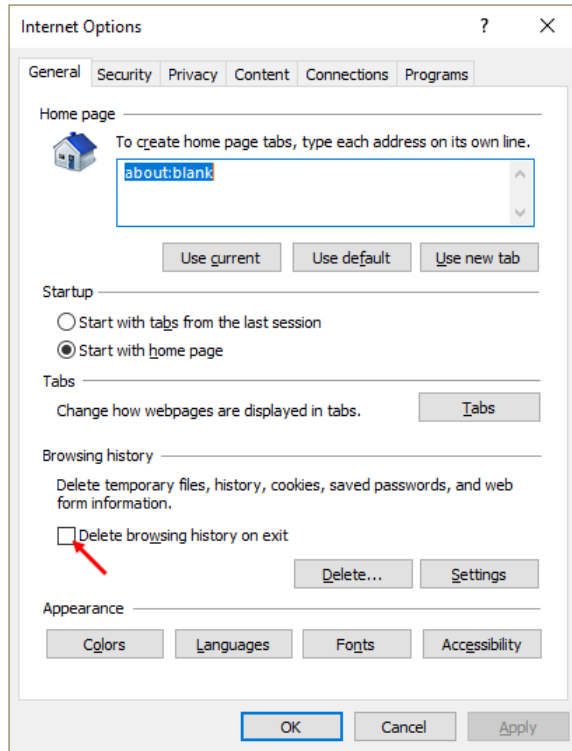 Internet Options ?
General Security Privacy Content Connections Programs
Home page
To create home page tabs, type each address on its own line.
about:blank
Use current Use default Use new tab
Startup
Start with tabs from the last session
Start with home page
Tabs
Change how webpages are displayed in tabs. Tabs
Browsing history
Delete temporary files, history, cookies, saved passwords, and web
form information.
Delete browsing history on exit
Delete... Settings
Appearance
Colors Languages Fonts Accessibility
OK Cancel Apply